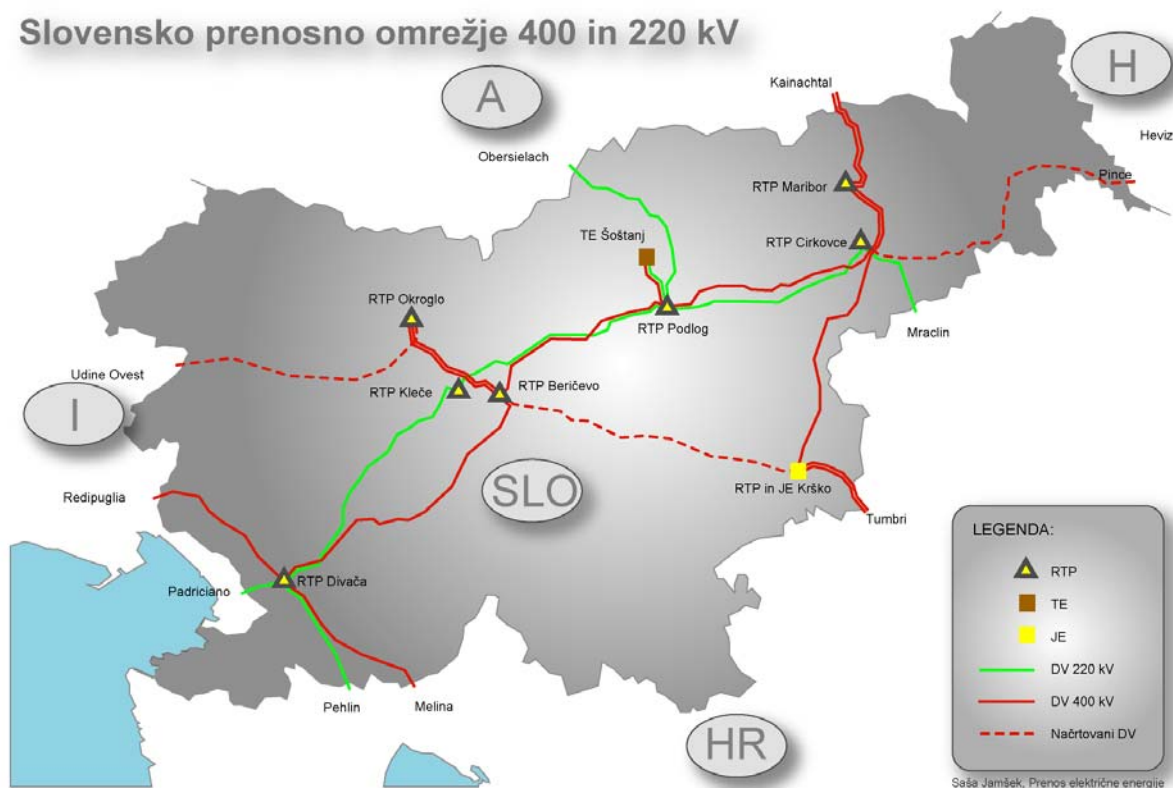 Slovensko prenosno omrežje 400 in 220 kV
A
H
Kainachtal
Heviz
Obersielach
Pince
RTP Maribor
TE Šoštanj
RTP Cirkovce
RTP Okroglo
RTP Podlog
Mraclin
Udine Ovest
RTP Kleče
RTP Beričevo
I
SLO
RTP in JE Krško
Redipuglia
Tumbri
LEGENDA:
RTP
TE
JE
DV 220 kV
DV 400 kV
Načrtovani DV
RTP Divača
Padriciano
Pehlin
Melina
HR
Saša Jamšek, Prenos električne energije